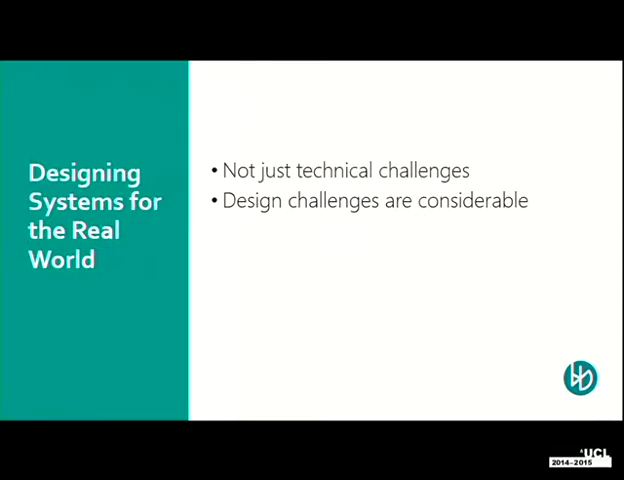 Designing
Systems for
the Real
World
• Not just technical challenges
• Design challenges are considerable
UCL
2014-2015